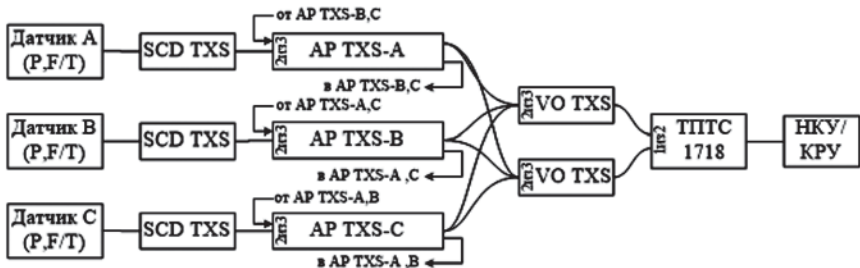 от АР TXS-B,C
Датчик А
(P,F/T)
SCD TXS
2из3
АР TXS-A
в АР TXS-B,C
от АР TXS-A,C
Датчик В
(P,F/T)
SCD TXS
2из3
АР TXS-B
в АР TXS-A ,C
от АР TXS-A,B
Датчик С
(P,F/T)
SCD TXS
2из3
АР TXS-C
в АР TXS-A ,B
2из3
VO TXS
2из3
VO TXS
1из2
ТПТС
1718
НКУ/
КРУ